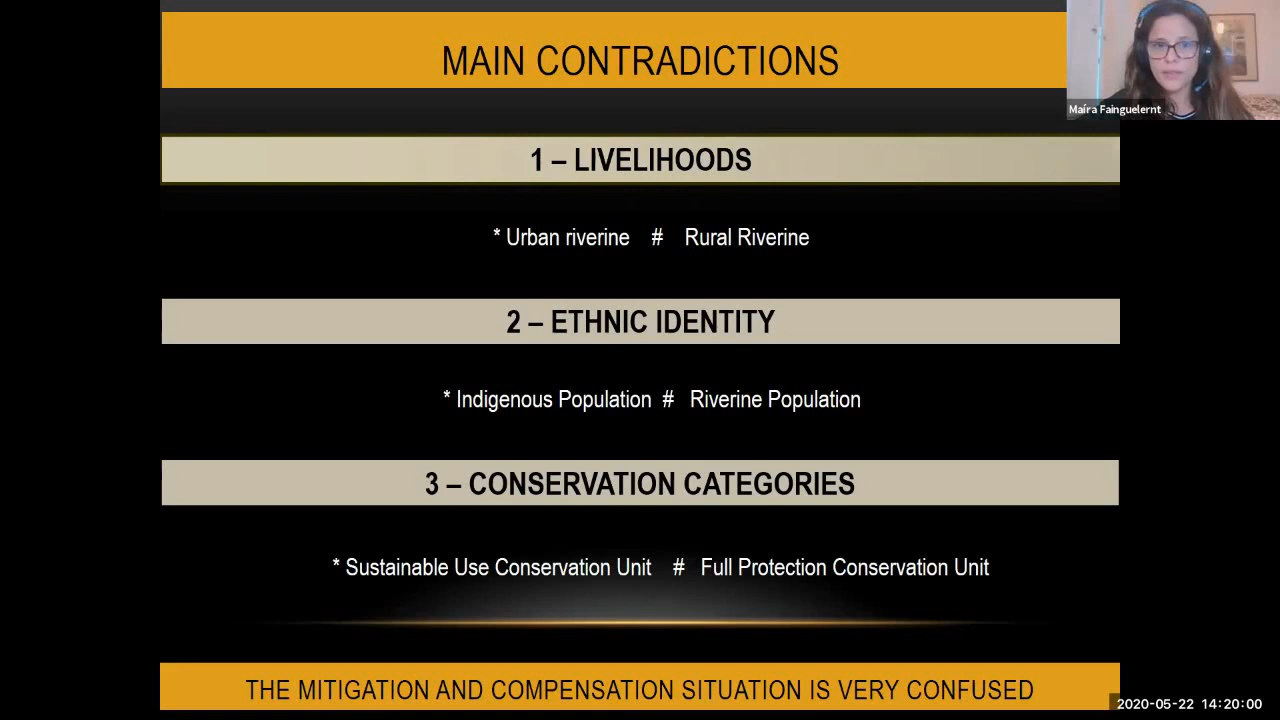 MAIN CONTRADICTIONS
Maíra Fainguelernt
1 – LIVELIHOODS
* Urban riverine # Rural Riverine
2 – ETHNIC IDENTITY
* Indigenous Population # Riverine Population
3 – CONSERVATION CATEGORIES
* Sustainable Use Conservation Unit # Full Protection Conservation Unit
THE MITIGATION AND COMPENSATION SITUATION IS VERY CONFUSED
2020-05-22 14:20:00